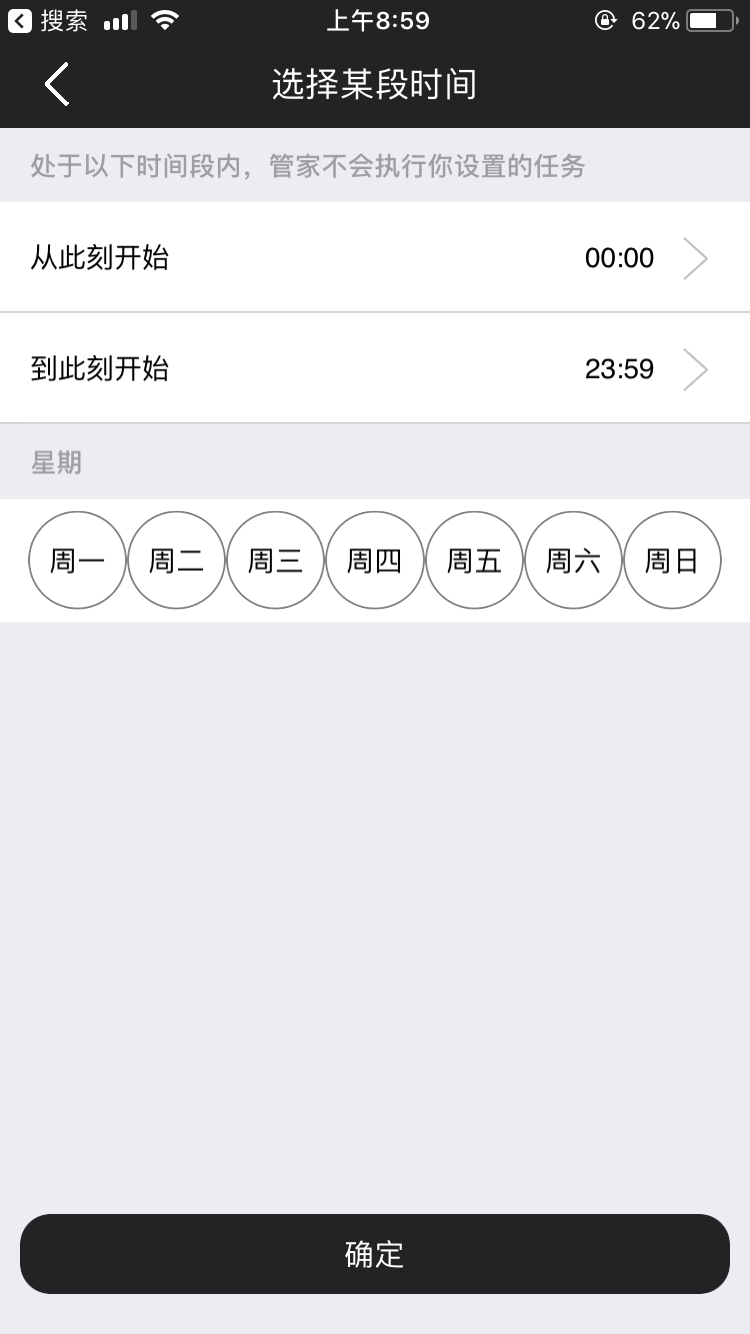 搜索 上午8:59 62%
选择某段时间
处于以下时间段内，管家不会执行你设置的任务
从此刻开始 00:00
到此刻开始 23:59
星期
周一 周二 周三 周四 周五 周六 周日
确定